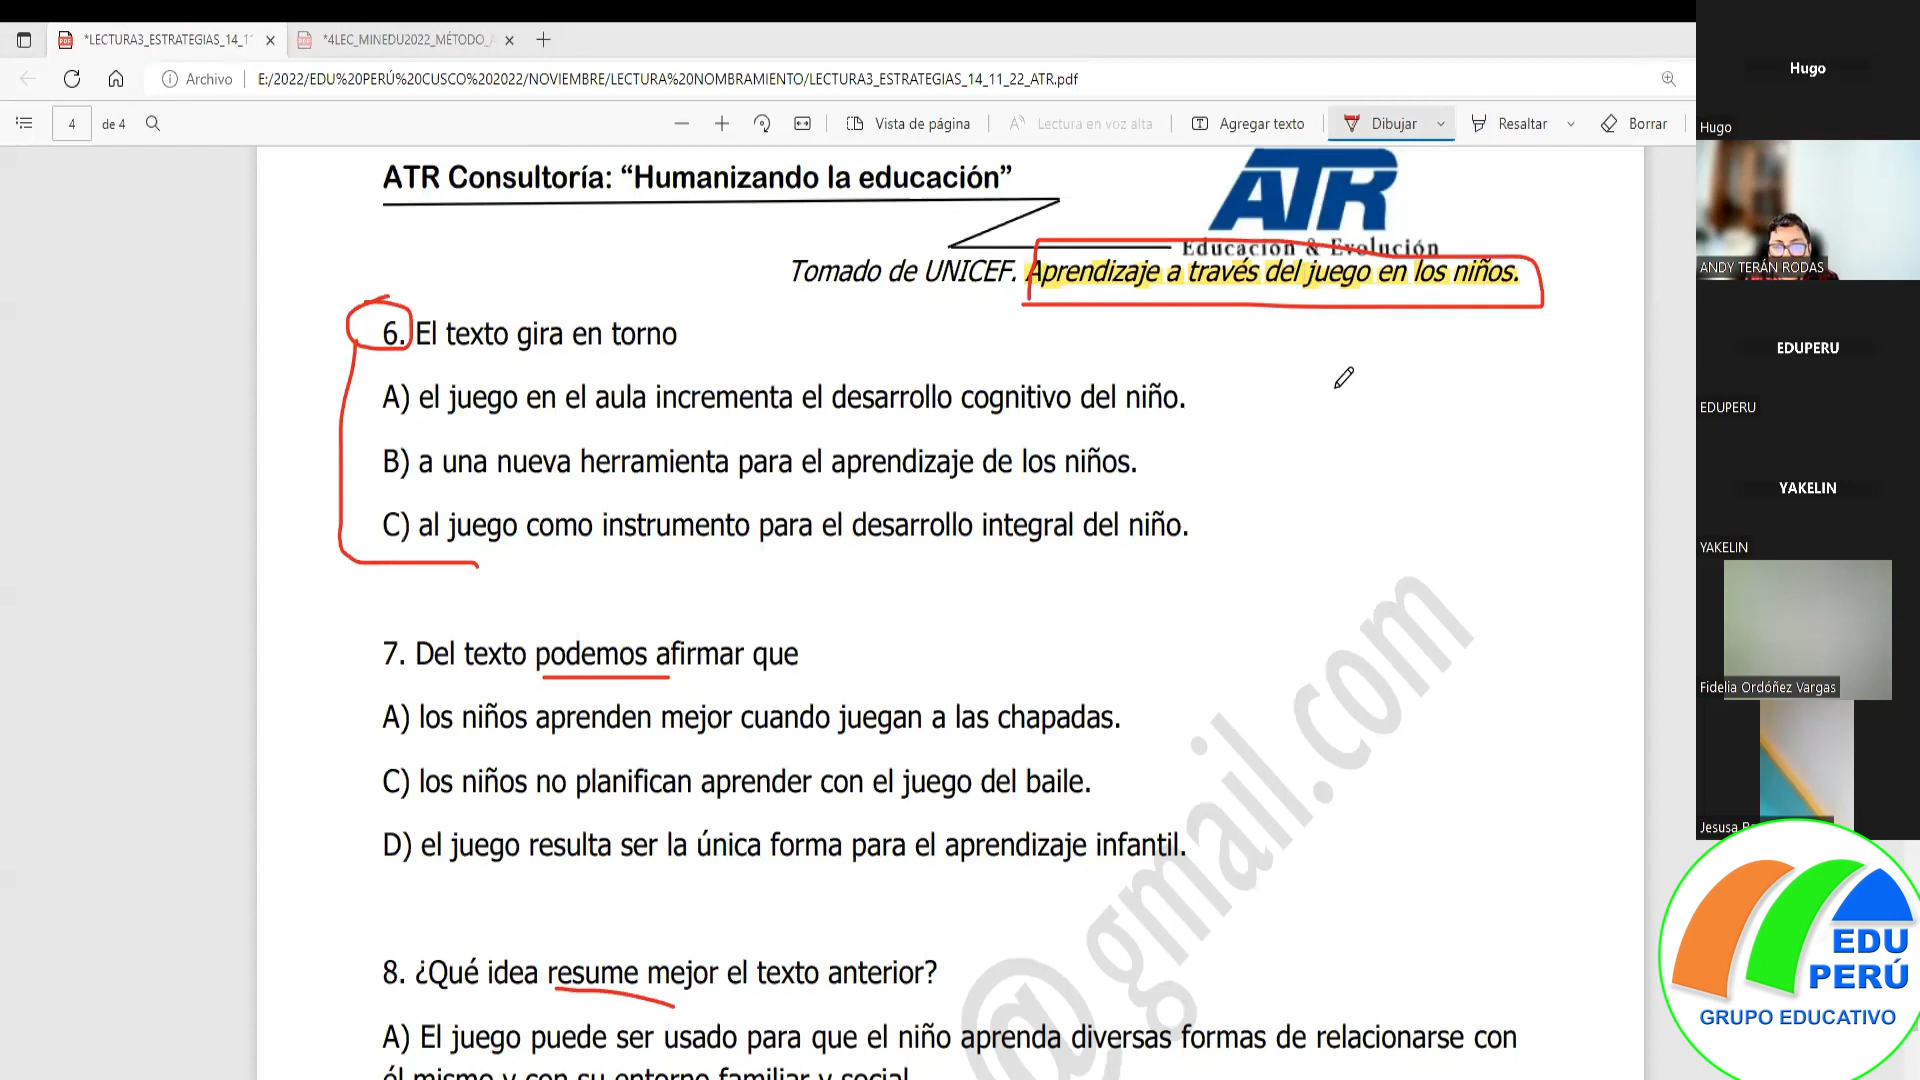 *LECTURA3_ESTRATEGIAS_14_1
*4LEC_MINEDU2022_MÉTODO_
Archivo
E:/2022/EDU%20PERÚ%20CUSCO%202022/NOVIEMBRE/LECTURA%20NOMBRAMIENTO/LECTURA3_ESTRATEGIAS_14_11_22_ATR.pdf
4 de 4
Vista de página
Lectura en voz alta
Agregar texto
Dibujar
Resaltar
Borrar
ATR Consultoría: “Humanizando la educación”
ATR
Educación & Evolución
Tomado de UNICEF. Aprendizaje a través del juego en los niños.
6. El texto gira en torno
A) el juego en el aula incrementa el desarrollo cognitivo del niño.
B) a una nueva herramienta para el aprendizaje de los niños.
C) al juego como instrumento para el desarrollo integral del niño.
7. Del texto podemos afirmar que
A) los niños aprenden mejor cuando juegan a las chapadas.
C) los niños no planifican aprender con el juego del baile.
D) el juego resulta ser la única forma para el aprendizaje infantil.
8. ¿Qué idea resume mejor el texto anterior?
A) El juego puede ser usado para que el niño aprenda diversas formas de relacionarse con
él mismo y con su entorno familiar y social.
@gmail.com
Hugo
Hugo
ANDY TERÁN RODAS
EDUPERU
EDUPERU
YAKELIN
YAKELIN
Fidelia Ordóñez Vargas
Jesusa
EDU
PERÚ
GRUPO EDUCATIVO